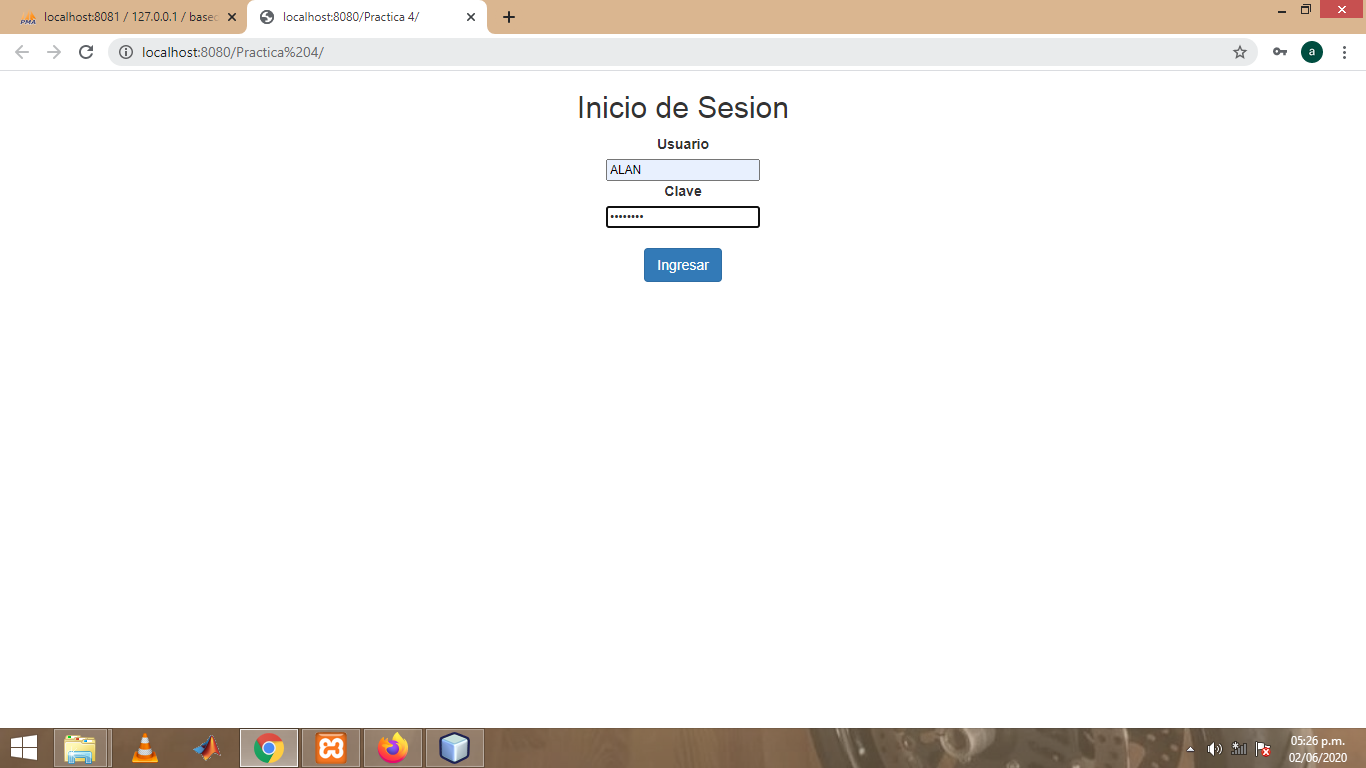 localhost:8081 / 127.0.0.1 / basec
localhost:8080/Practica 4/
localhost:8080/Practica%204/
a
Inicio de Sesion
Usuario
ALAN
Clave
••••••••
Ingresar
05:26 p.m.
02/06/2020